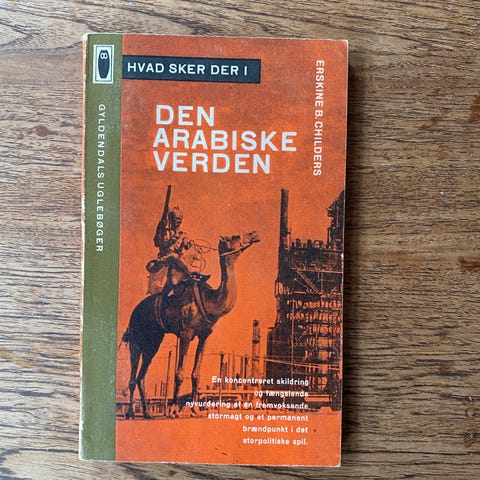 8
HVAD SKER DER I
DEN
ARABISKE
VERDEN
ERSKINE B. CHILDERS
GYLDENDALS UGLEBØGER
En koncentreret skildring
og fængslende
nyvurdering af en fremvoksende
stormagt og et permanent
brændpunkt i det
storpolitiske spil.